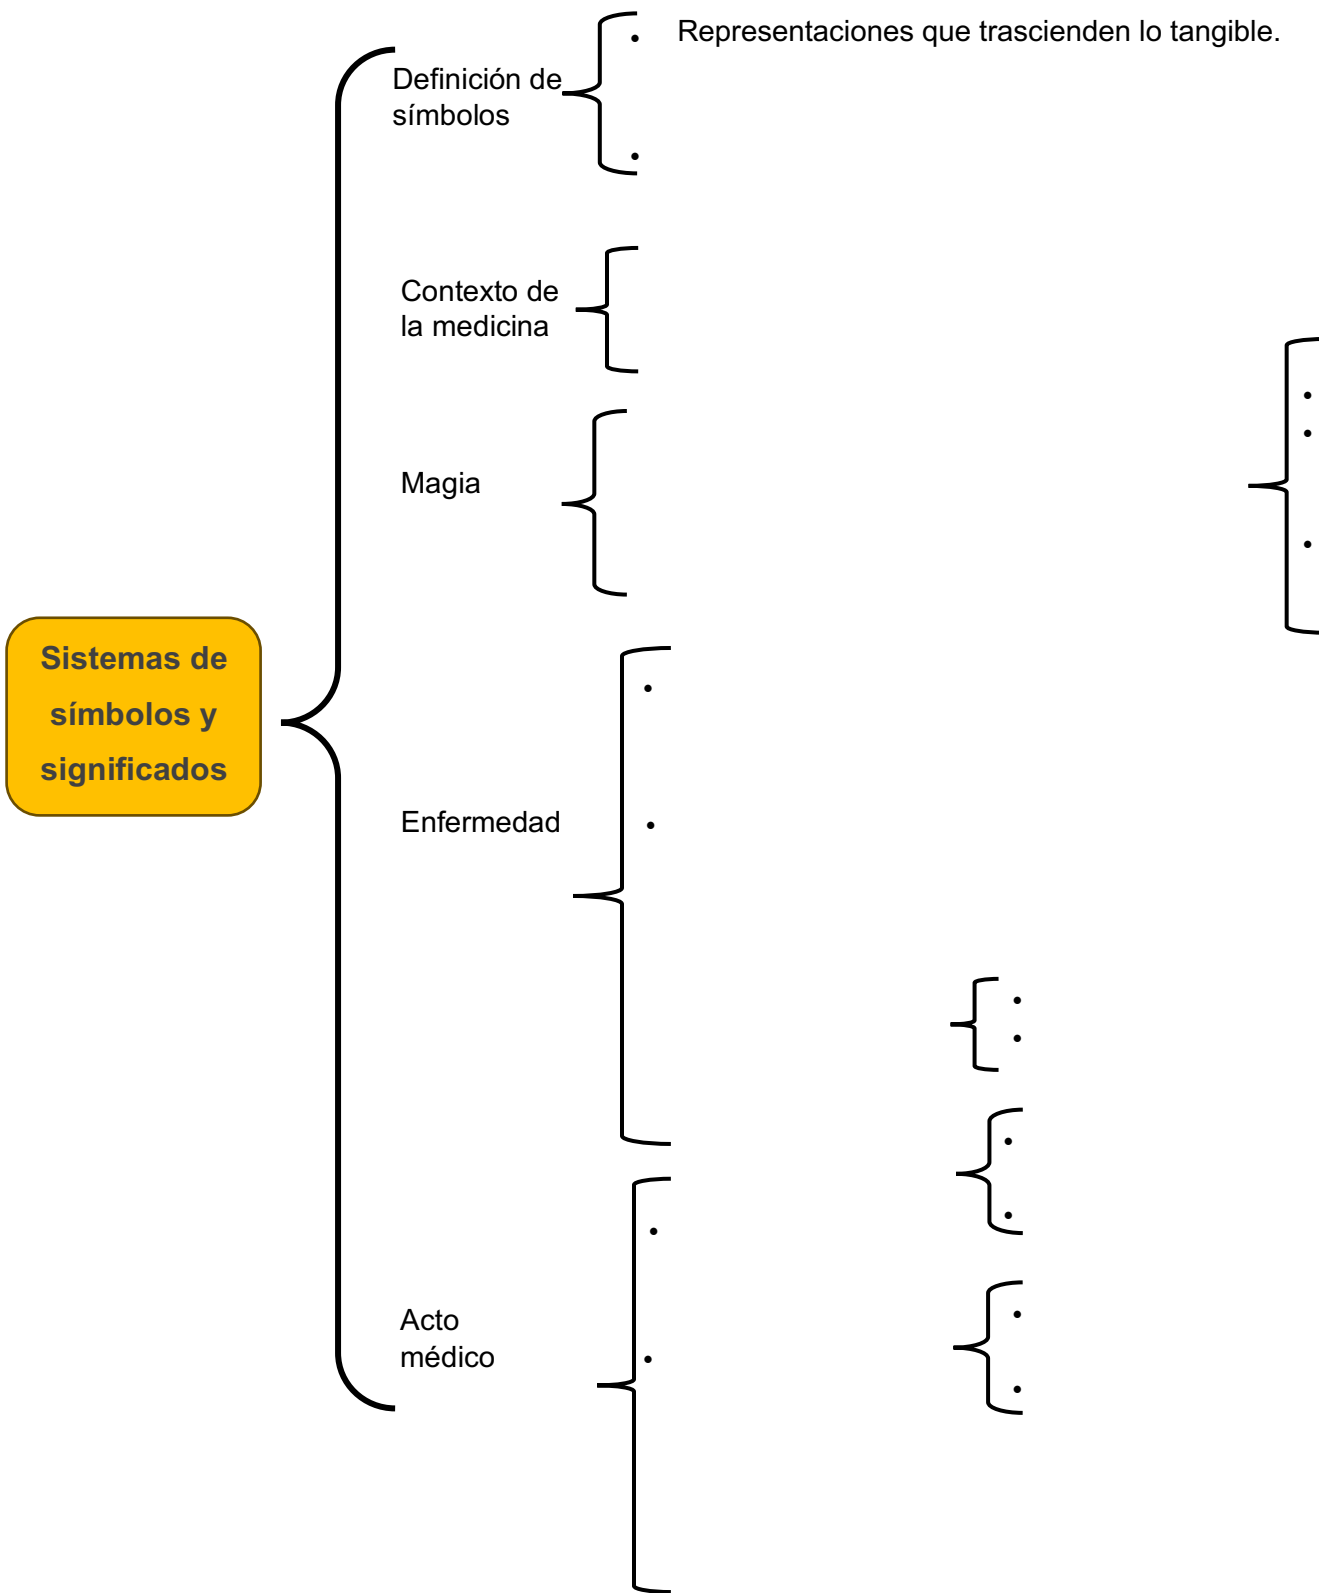 Representaciones que trascienden lo tangible.
Definición de
símbolos
Contexto de
la medicina
Magia
Sistemas de
símbolos y
significados
Enfermedad
Acto
médico